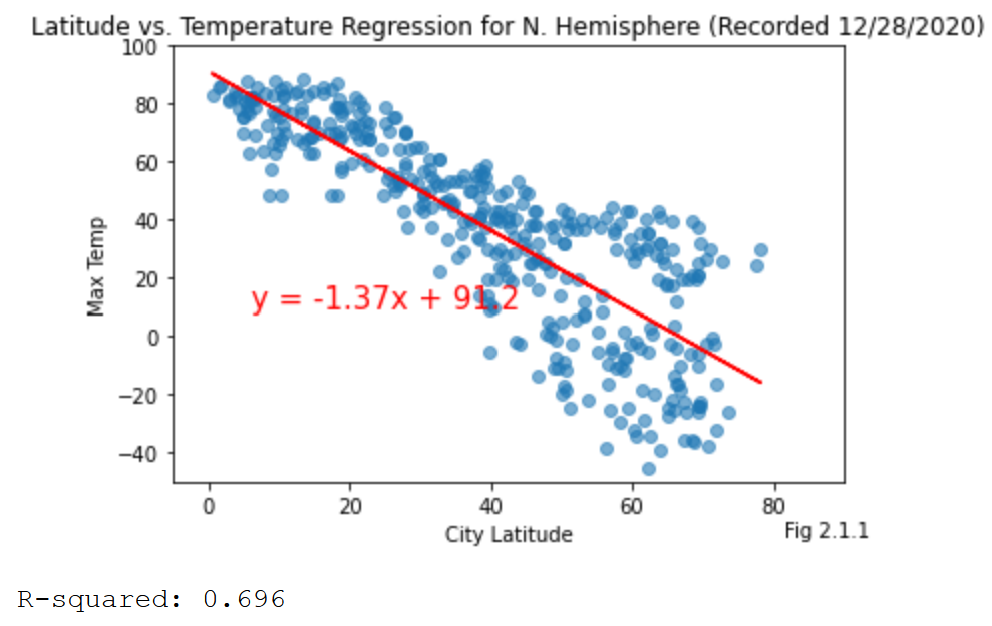 Latitude vs. Temperature Regression for N. Hemisphere (Recorded 12/28/2020)
100
80
60
40
20
0
−20
−40
Max Temp
y = -1.37x + 91.2
0 20 40 60 80
City Latitude
Fig 2.1.1
R-squared: 0.696